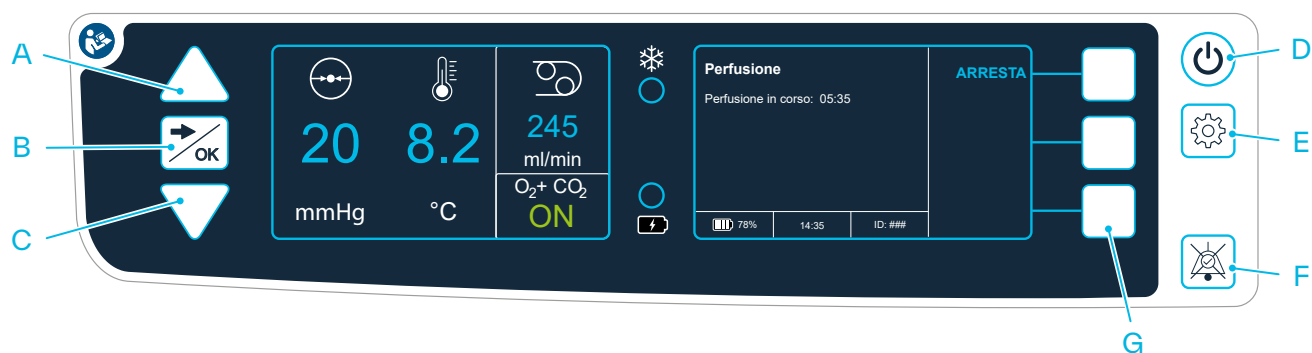 A
B
C
OK
20
mmHg
8.2
°C
245
ml/min
O₂+ CO₂
ON
Perfusione
Perfusione in corso: 05:35
78%
14:35
ID: ###
ARRESTA
D
E
F
G